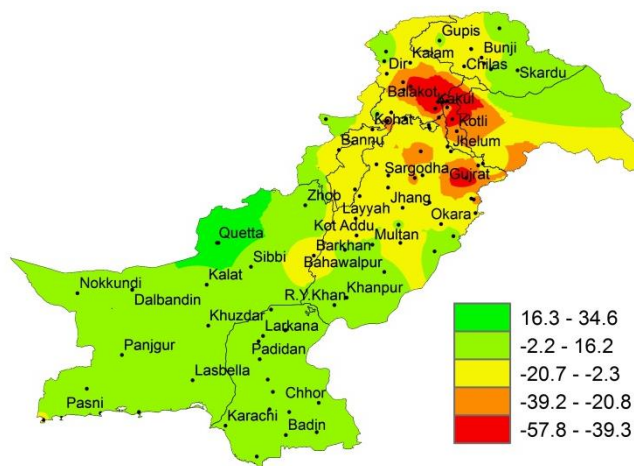 Gupis
Kalam
Bunji
Dir
Chilas
Skardu
Balakot
Kakul
Kohat
Kotli
Bannu
Jhelum
Sargodha
Gujrat
Zhob
Jhang
Layyah
Okara
Kot Addu
Quetta
Multan
Barkhan
Sibbi
Bahawalpur
Kalat
Nokkundi
R.Y.Khan
Khanpur
Dalbandin
Khuzdar
Larkana
Panjgur
Padidan
Lasbella
Pasni
Chhor
Karachi
Badin
16.3 - 34.6
-2.2 - 16.2
-20.7 - -2.3
-39.2 - -20.8
-57.8 - -39.3